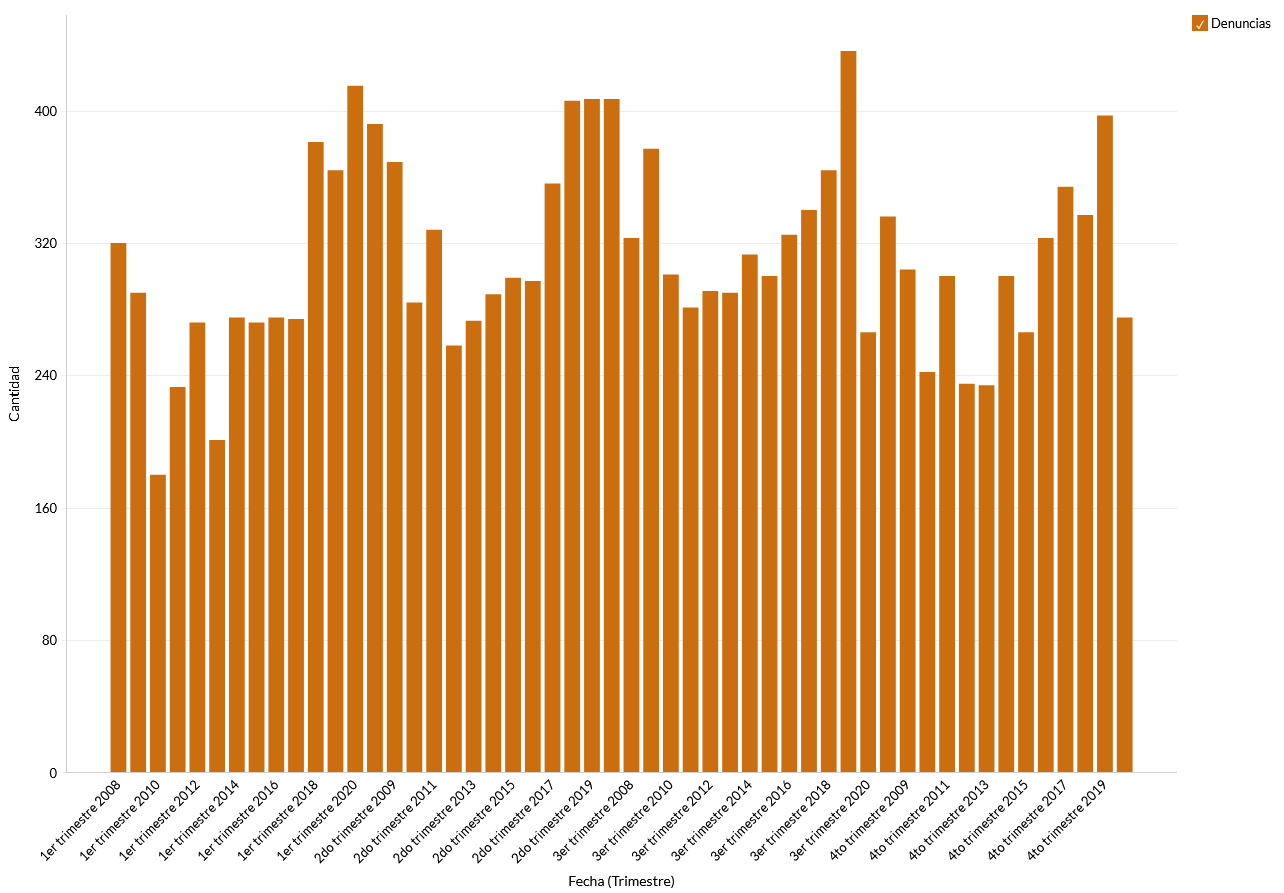 Denuncias
400
320
240
160
80
0
Cantidad
1er trimestre 2008
1er trimestre 2010
1er trimestre 2012
1er trimestre 2014
1er trimestre 2016
1er trimestre 2018
1er trimestre 2020
2do trimestre 2009
2do trimestre 2011
2do trimestre 2013
2do trimestre 2015
2do trimestre 2017
2do trimestre 2019
3er trimestre 2008
3er trimestre 2010
3er trimestre 2012
3er trimestre 2014
3er trimestre 2016
3er trimestre 2018
3er trimestre 2020
4to trimestre 2009
4to trimestre 2011
4to trimestre 2013
4to trimestre 2015
4to trimestre 2017
4to trimestre 2019
Fecha (Trimestre)